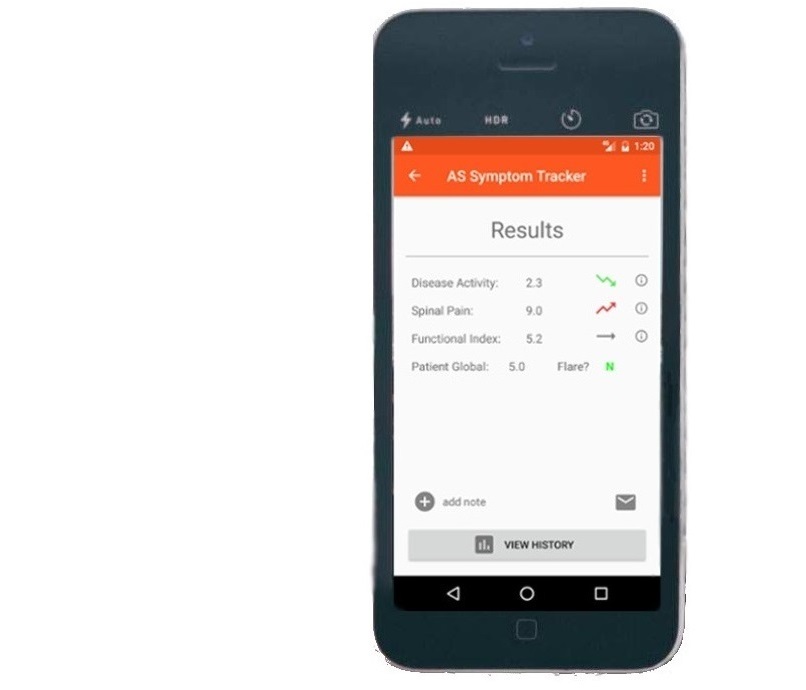 Auto HDR
1:20
AS Symptom Tracker
Results
Disease Activity: 2.3
Spinal Pain: 9.0
Functional Index: 5.2
Patient Global: 5.0 Flare? N
add note
VIEW HISTORY